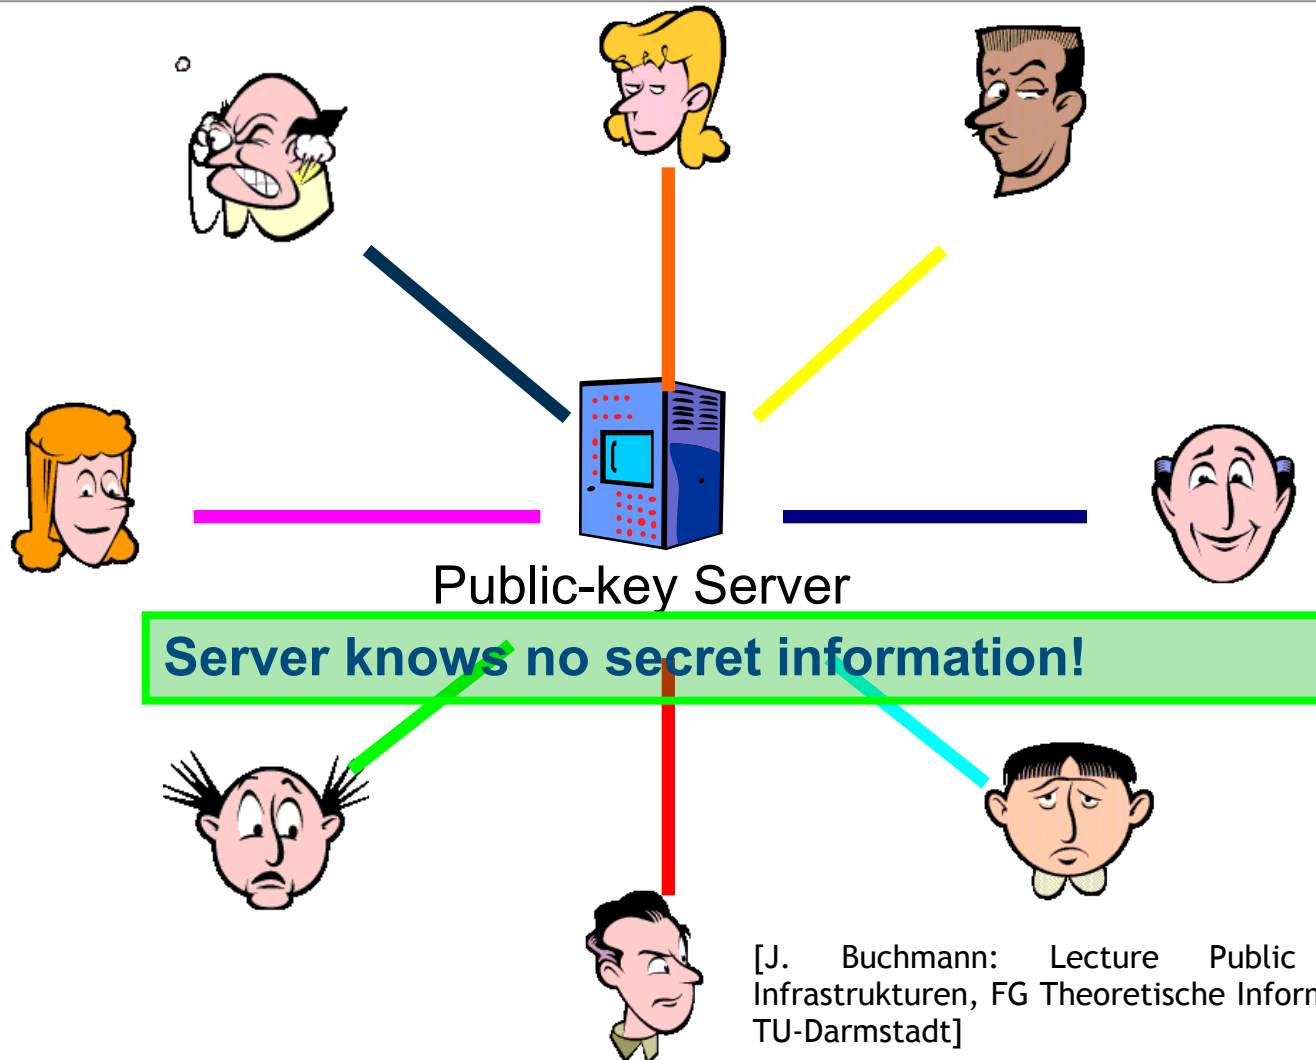 Public-key Server
Server knows no secret information!
[J. Buchmann: Lecture Public
Infrastrukturen, FG Theoretische Infor
TU-Darmstadt]